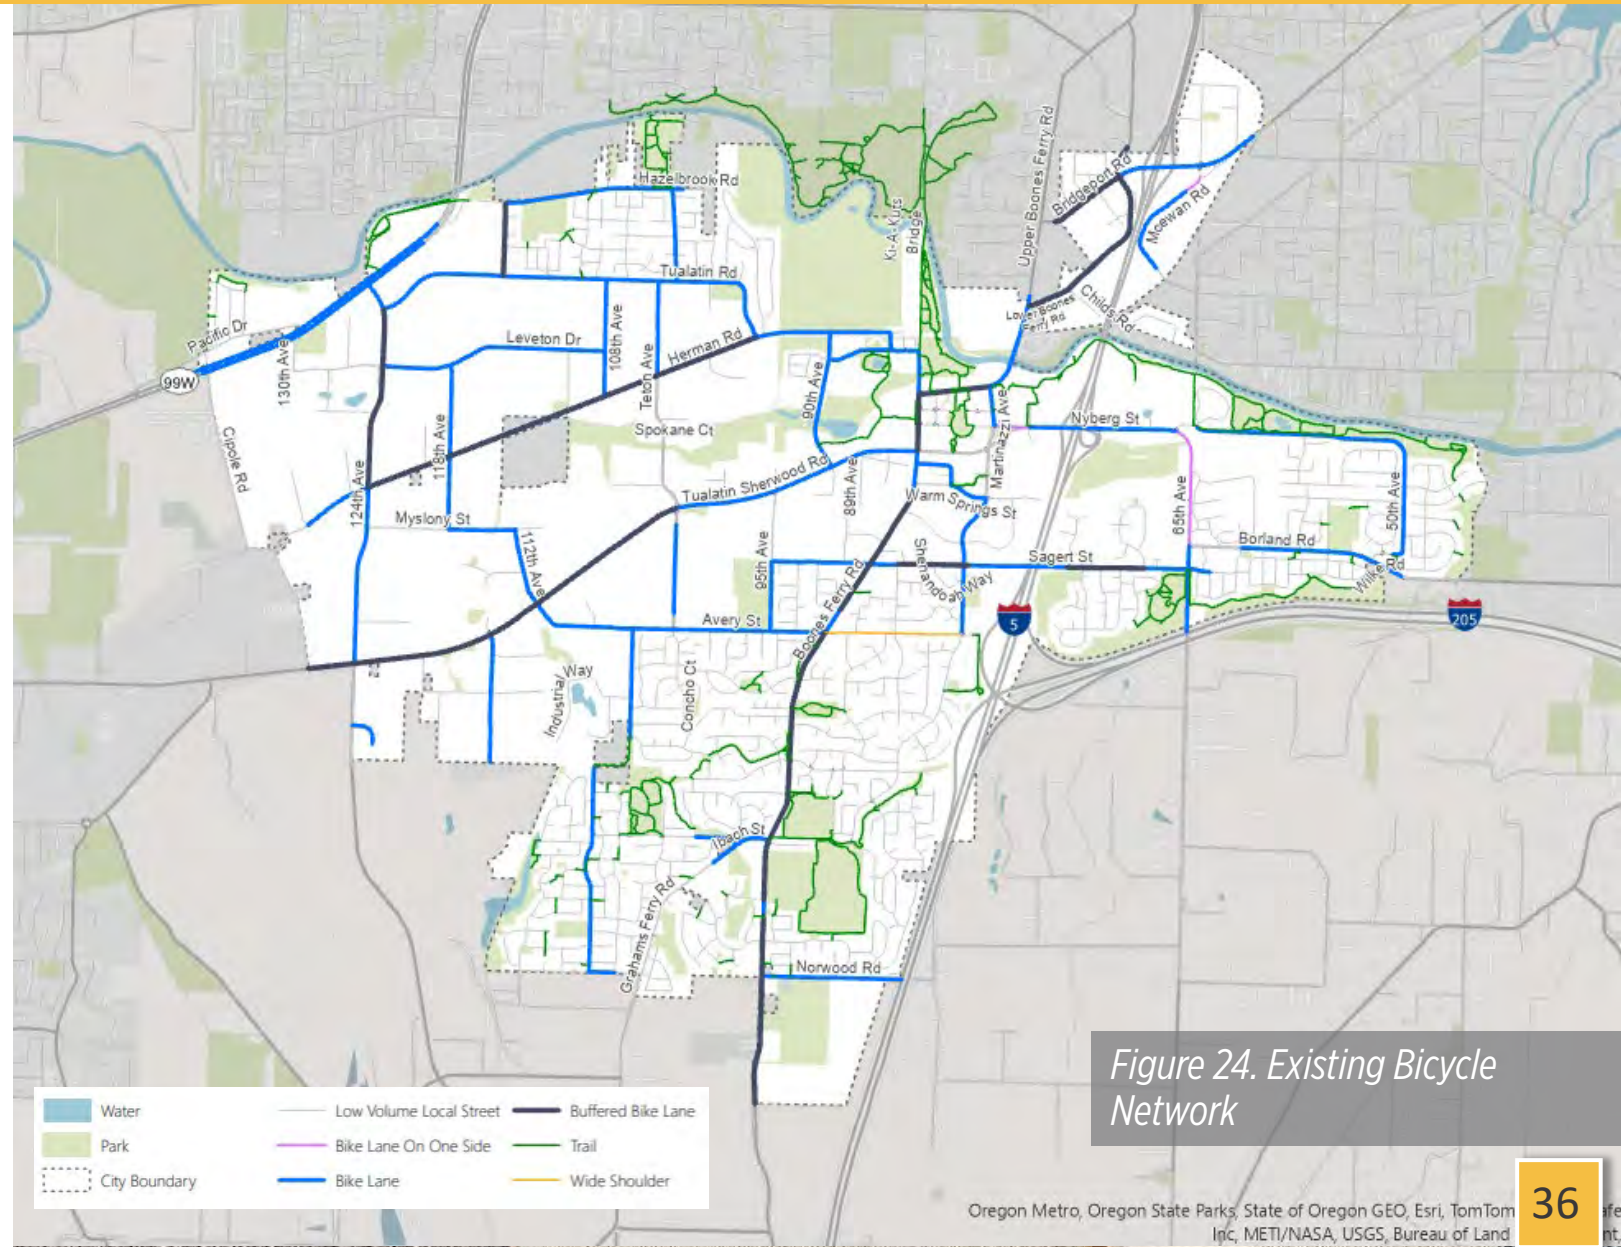 Hazelbrook Rd
Ki-A-Kuts
Bridge
Upper Boones Ferry Rd
Bridgeport Rd
Mcewan Rd
Tualatin Rd
Lower Boones
Ferry Rd
Childs Rd
Pacific Dr
99W
130th Ave
Leveton Dr
108th Ave
Teton Ave
Herman Rd
90th Ave
Cipole Rd
124th Ave
118th Ave
Spokane Ct
Martinazzi Ave
Nyberg St
Tualatin Sherwood Rd
89th Ave
Warm Springs St
65th Ave
50th Ave
Myslony St
112th Ave
95th Ave
Boones Ferry Rd
Shenandoah Way
Sagert St
Borland Rd
Wilke Rd
Avery St
5
205
Industrial Way
Concho Ct
Ibach St
Grahams Ferry Rd
Norwood Rd
Figure 24. Existing Bicycle
Network
Water
Park
City Boundary
Low Volume Local Street
Bike Lane On One Side
Bike Lane
Buffered Bike Lane
Trail
Wide Shoulder
36
Oregon Metro, Oregon State Parks, State of Oregon GEO, Esri, TomTom
Inc, METI/NASA, USGS, Bureau of Land